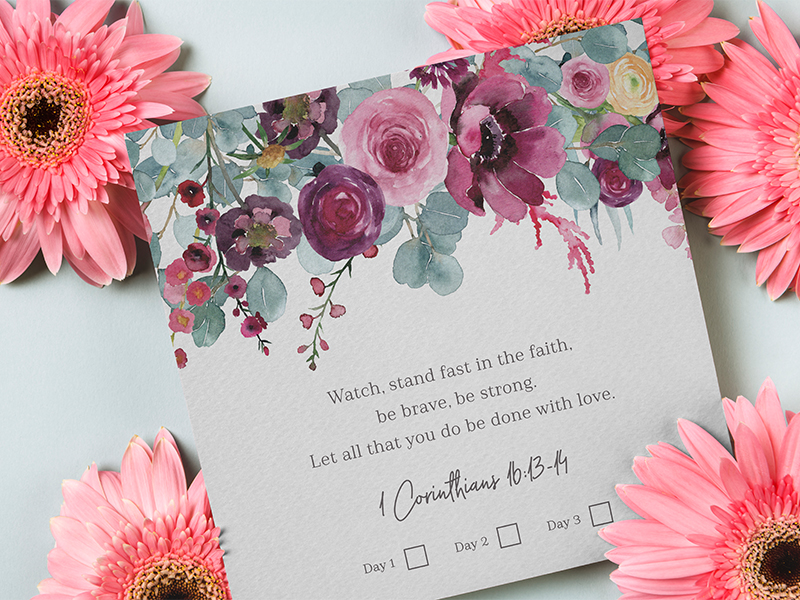 Watch, stand fast in the faith,
be brave, be strong.
Let all that you do be done with love.
1 Corinthians 16:13-14
Day 1 Day 2 Day 3